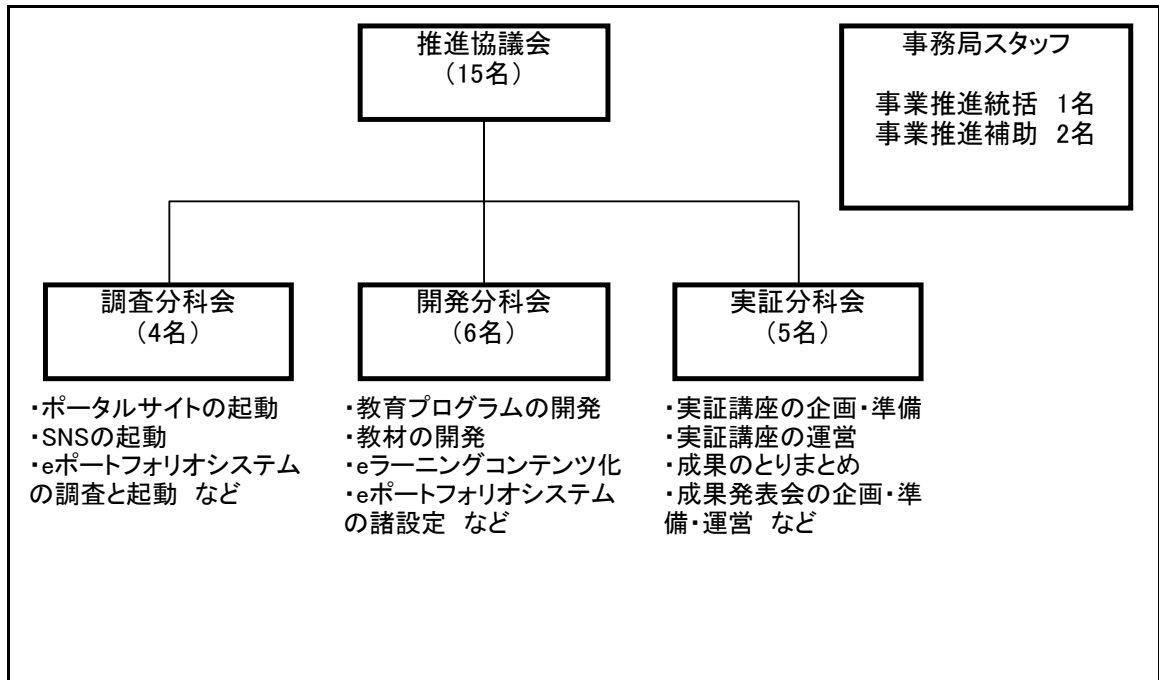 推進協議会
（15名）
事務局スタッフ
事業推進統括 1名
事業推進補助 2名
調査分科会
（4名）
・ポータルサイトの起動
・SNSの起動
・eポートフォリオシステム
の調査と起動 など
開発分科会
（6名）
・教育プログラムの開発
・教材の開発
・eラーニングコンテンツ化
・eポートフォリオシステム
の諸設定 など
実証分科会
（5名）
・実証講座の企画・準備
・実証講座の運営
・成果のとりまとめ
・成果発表会の企画・準
備・運営 など